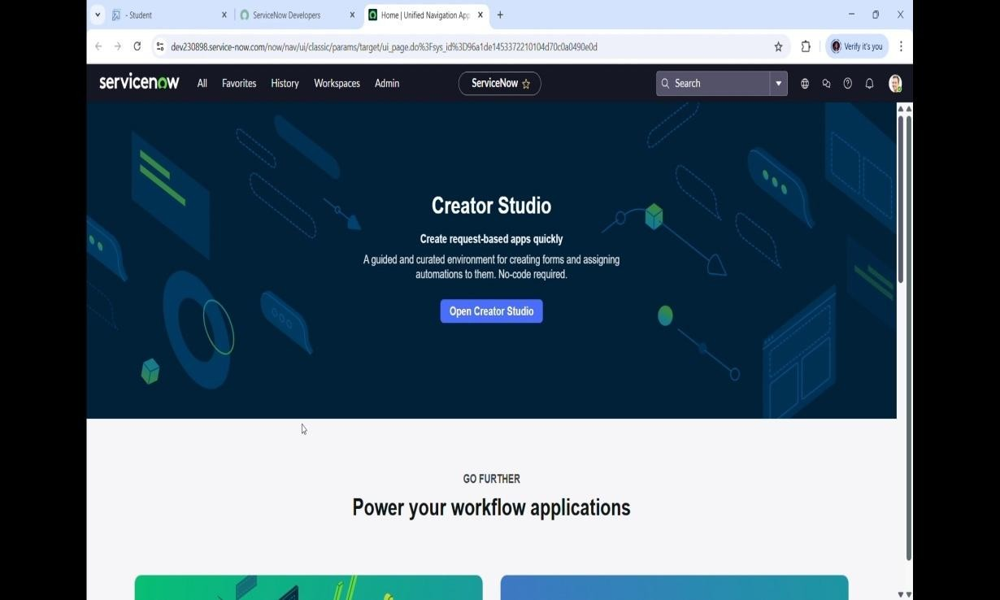 - Student
ServiceNow Developers
Home | Unified Navigation App
dev230898.service-now.com/now/nav/ui/classic/params/target/ui_page.do%3Fsys_id%3D96a1de1453372210104d70c0a0490e0d
Verify it's you
servicenow All Favorites History Workspaces Admin ServiceNow Search
Creator Studio
Create request-based apps quickly
A guided and curated environment for creating forms and assigning
automations to them. No-code required.
Open Creator Studio
GO FURTHER
Power your workflow applications